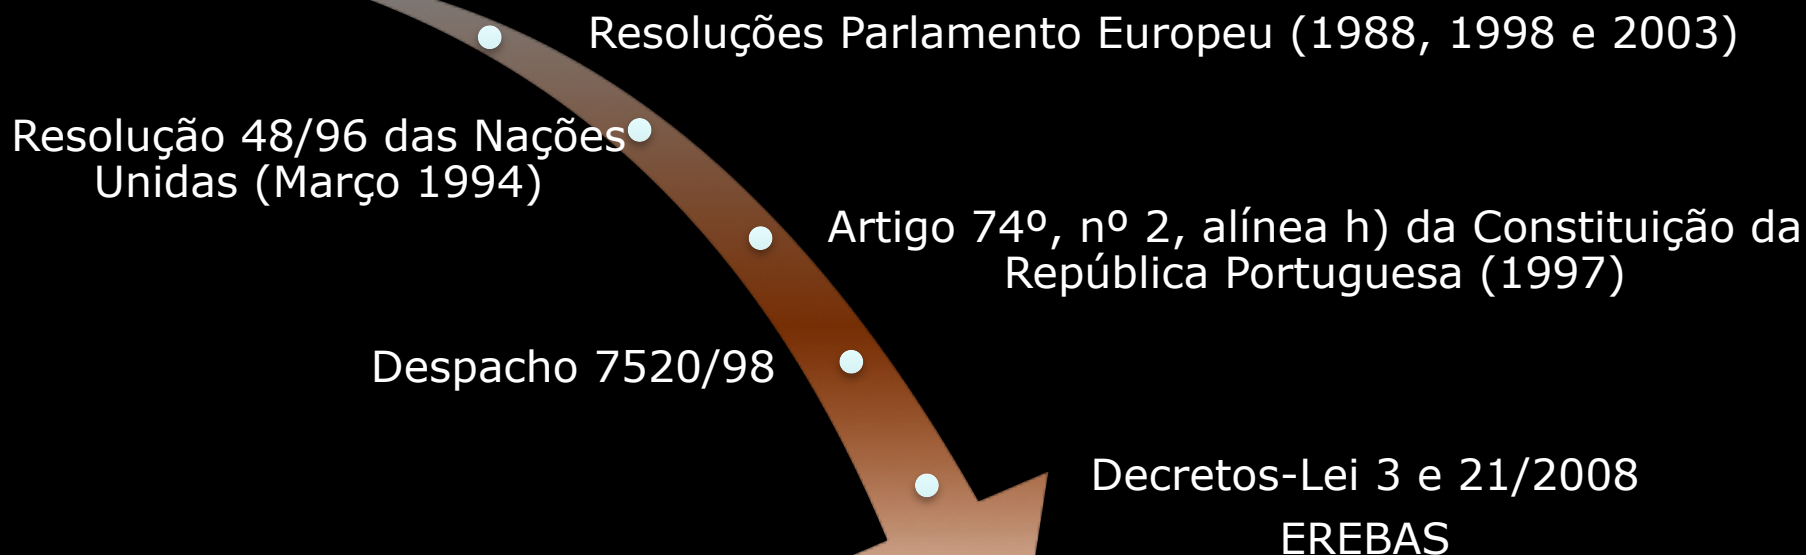 Resoluções Parlamento Europeu (1988, 1998 e 2003)
Resolução 48/96 das Nações
Unidas (Março 1994)
Artigo 74º, nº 2, alínea h) da Constituição da
República Portuguesa (1997)
Despacho 7520/98
Decretos-Lei 3 e 21/2008
EREBAS